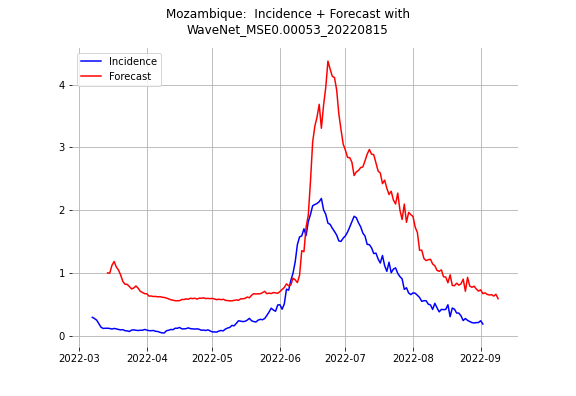 Mozambique:  Incidence + Forecast with
WaveNet_MSE0.00053_20220815
Incidence
Forecast
4
3
2
1
0
2022-03 2022-04 2022-05 2022-06 2022-07 2022-08 2022-09